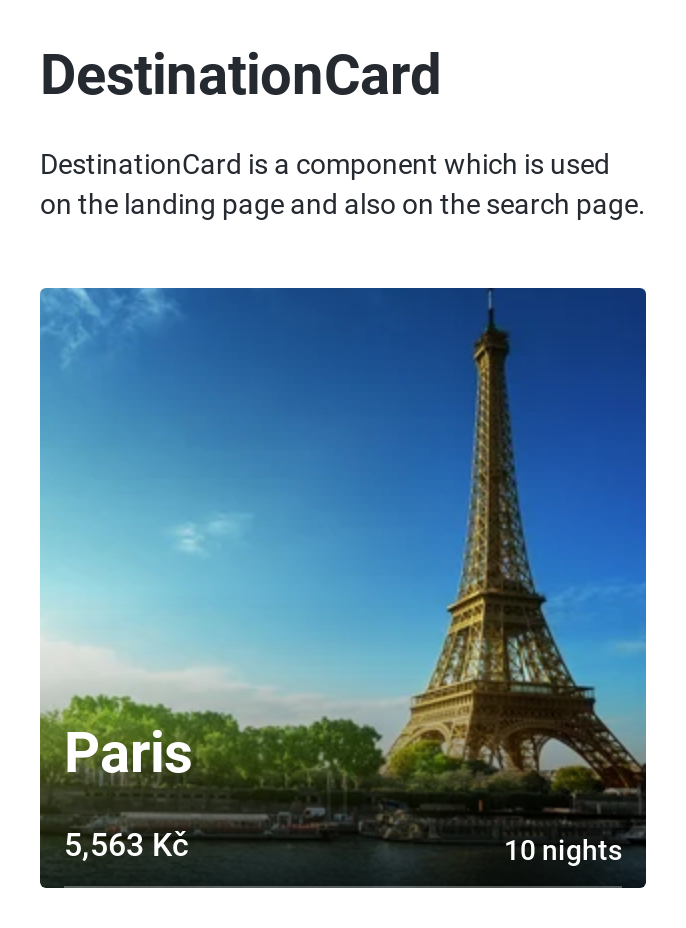 DestinationCard
DestinationCard is a component which is used
on the landing page and also on the search page.
Paris
5,563 Kč
10 nights